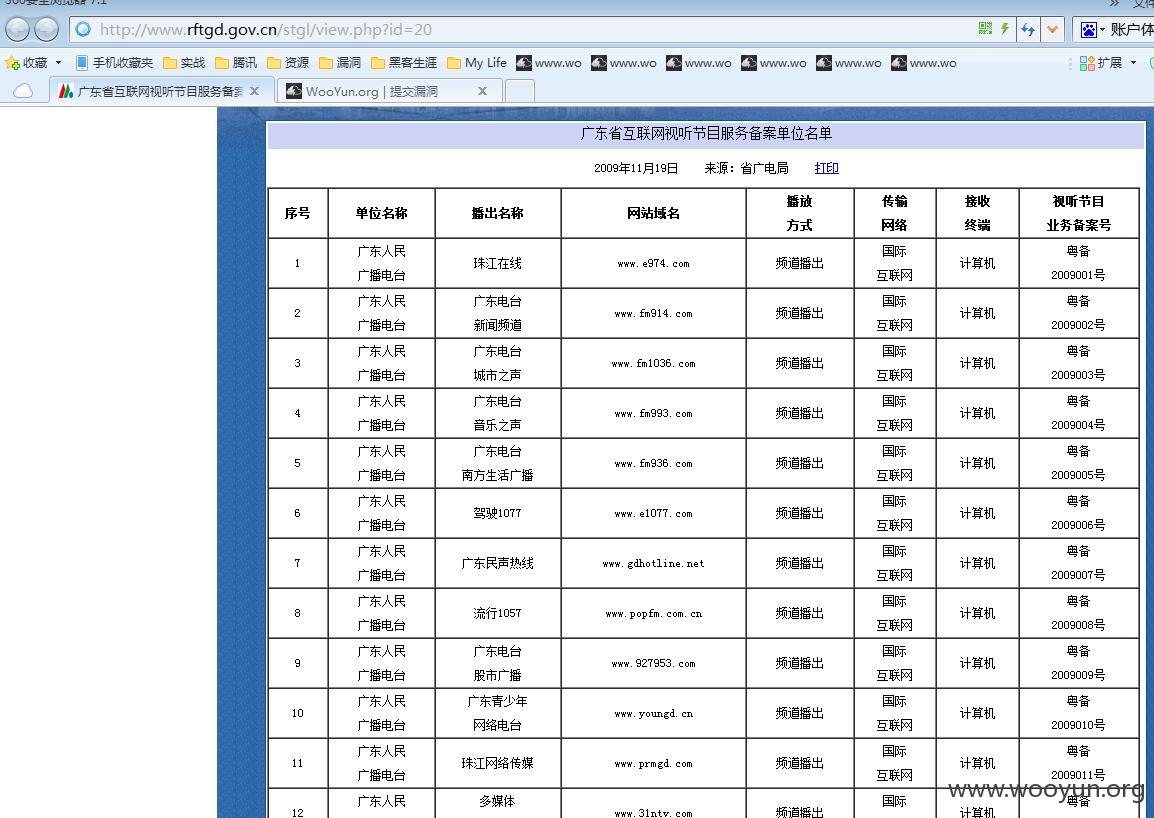 360安全浏览器 7.1
» 文件
http://www.rftgd.gov.cn/stgl/view.php?id=20
账户体
收藏 手机收藏夹 实战 腾讯 资源 漏洞 黑客生涯 My Life www.wo www.wo www.wo www.wo www.wo www.wo 扩展
广东省互联网视听节目服务备案 x WooYun.org | 提交漏洞 x
广东省互联网视听节目服务备案单位名单
2009年11月19日 来源：省广电局 打印
序号 单位名称 播出名称 网站域名 播放方式 传输网络 接收终端 视听节目业务备案号
1 广东人民广播电台 珠江在线 www.e974.com 频道播出 国际互联网 计算机 粤备2009001号
2 广东人民广播电台 广东电台新闻频道 www.fm914.com 频道播出 国际互联网 计算机 粤备2009002号
3 广东人民广播电台 广东电台城市之声 www.fm1036.com 频道播出 国际互联网 计算机 粤备2009003号
4 广东人民广播电台 广东电台音乐之声 www.fm993.com 频道播出 国际互联网 计算机 粤备2009004号
5 广东人民广播电台 广东电台南方生活广播 www.fm936.com 频道播出 国际互联网 计算机 粤备2009005号
6 广东人民广播电台 驾驶1077 www.e1077.com 频道播出 国际互联网 计算机 粤备2009006号
7 广东人民广播电台 广东民声热线 www.gdhotline.net 频道播出 国际互联网 计算机 粤备2009007号
8 广东人民广播电台 流行1057 www.popfm.com.cn 频道播出 国际互联网 计算机 粤备2009008号
9 广东人民广播电台 广东电台股市广播 www.927953.com 频道播出 国际互联网 计算机 粤备2009009号
10 广东人民广播电台 广东青少年网络电台 www.youngd.cn 频道播出 国际互联网 计算机 粤备2009010号
11 广东人民广播电台 珠江网络传媒 www.prmgd.com 频道播出 国际互联网 计算机 粤备2009011号
12 广东人民 多媒体 www.31ntv.com 频道播出 国际 计算机 粤备
www.wooyun.org